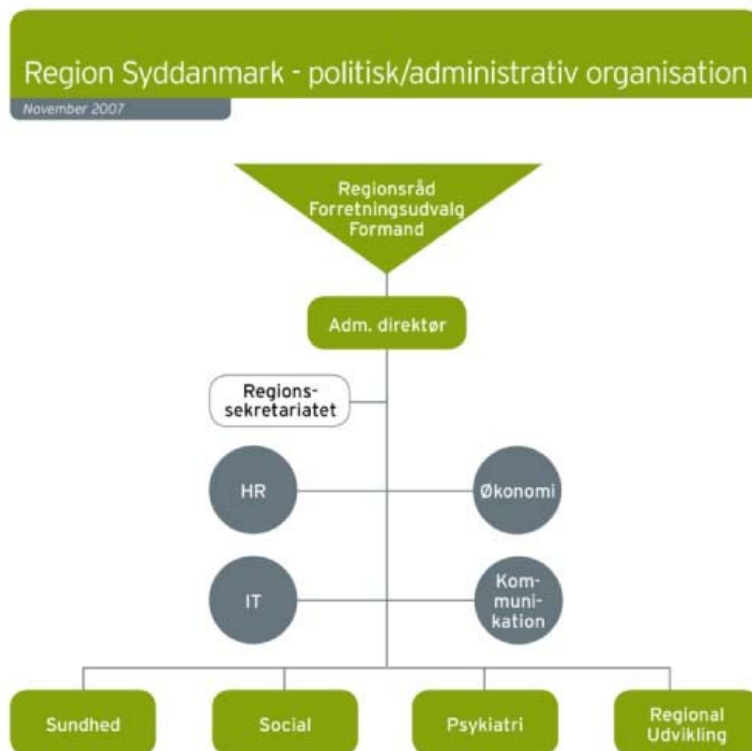 Region Syddanmark - politisk/administrativ organisation
November 2007
Regionsråd
Forretningsudvalg
Formand
Adm. direktør
Regions-
sekretariatet
HR
Økonomi
IT
Kom-
muni-
kation
Sundhed
Social
Psykiatri
Regional
Udvikling